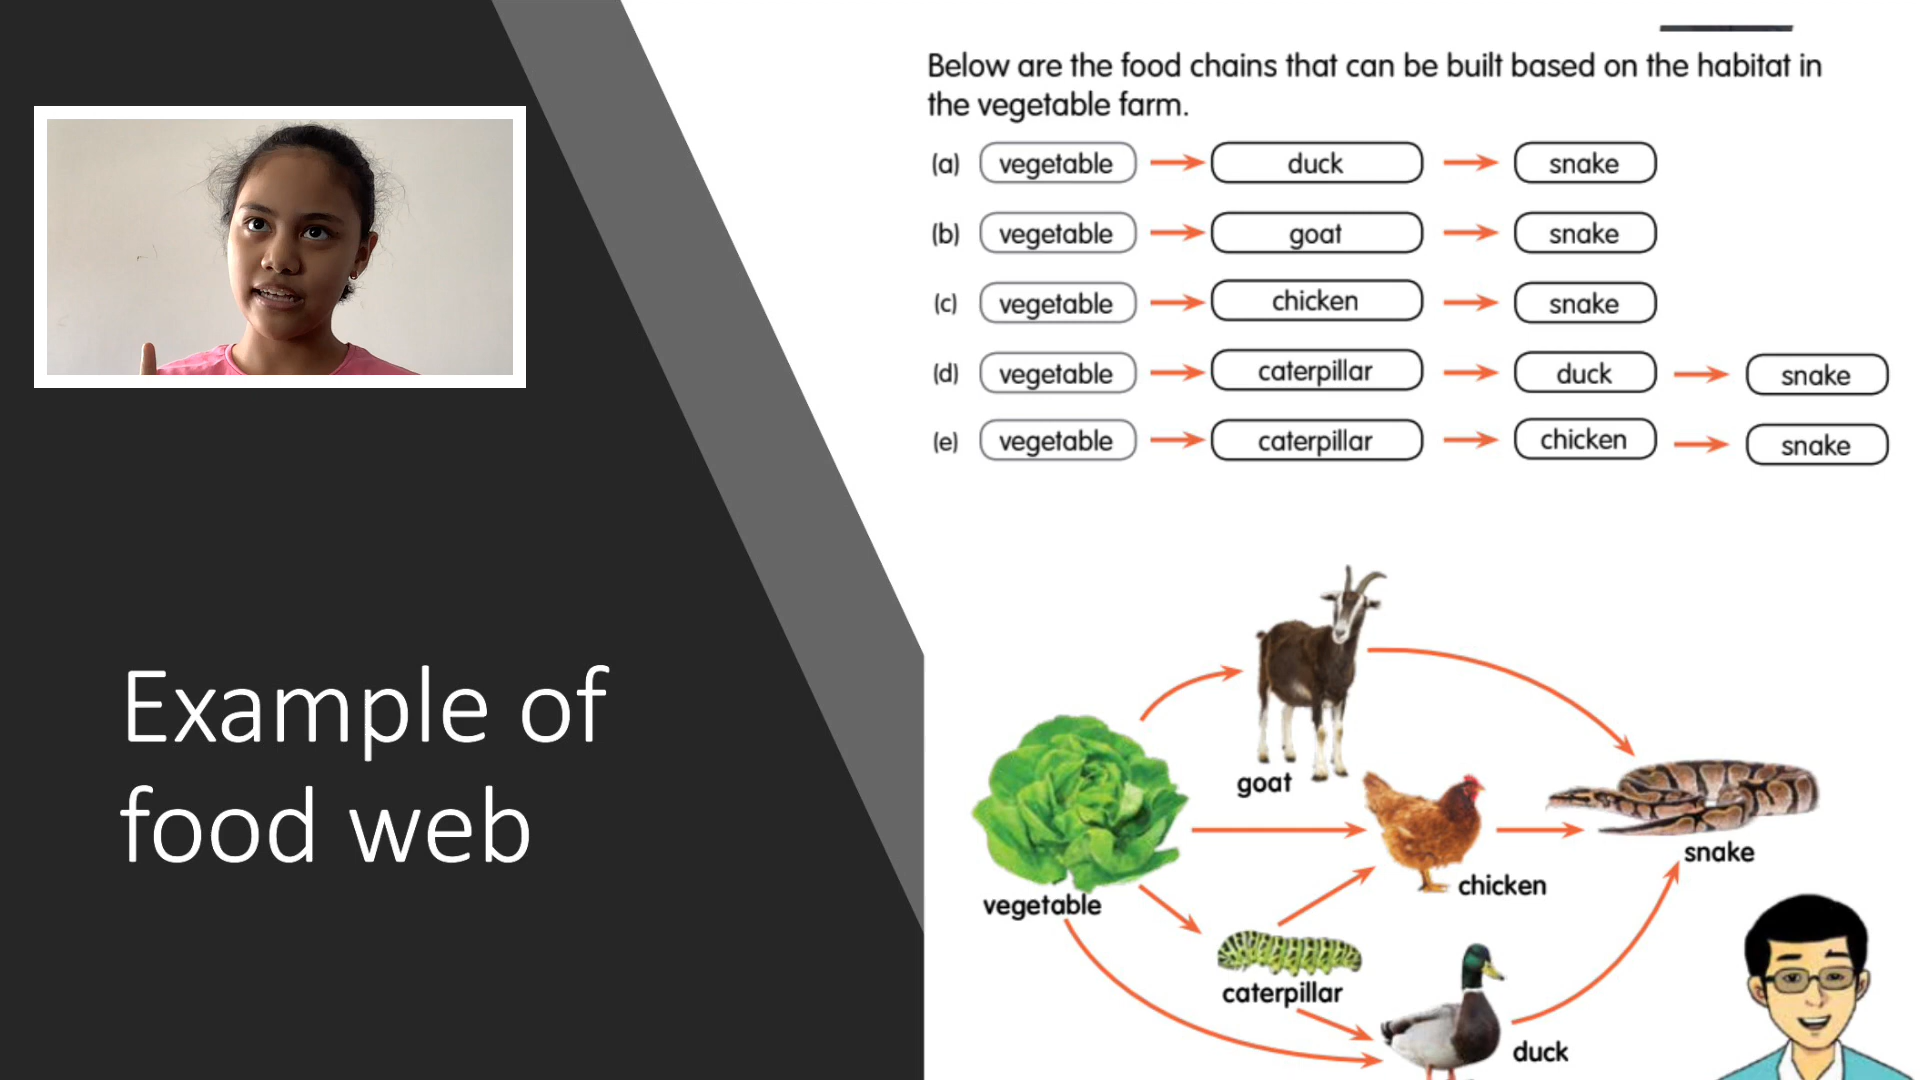 Below are the food chains that can be built based on the habitat in
the vegetable farm.
(a) vegetable duck snake
(b) vegetable goat snake
(c) vegetable chicken snake
(d) vegetable caterpillar duck snake
(e) vegetable caterpillar chicken snake
Example of
food web
goat
snake
chicken
vegetable
caterpillar
duck